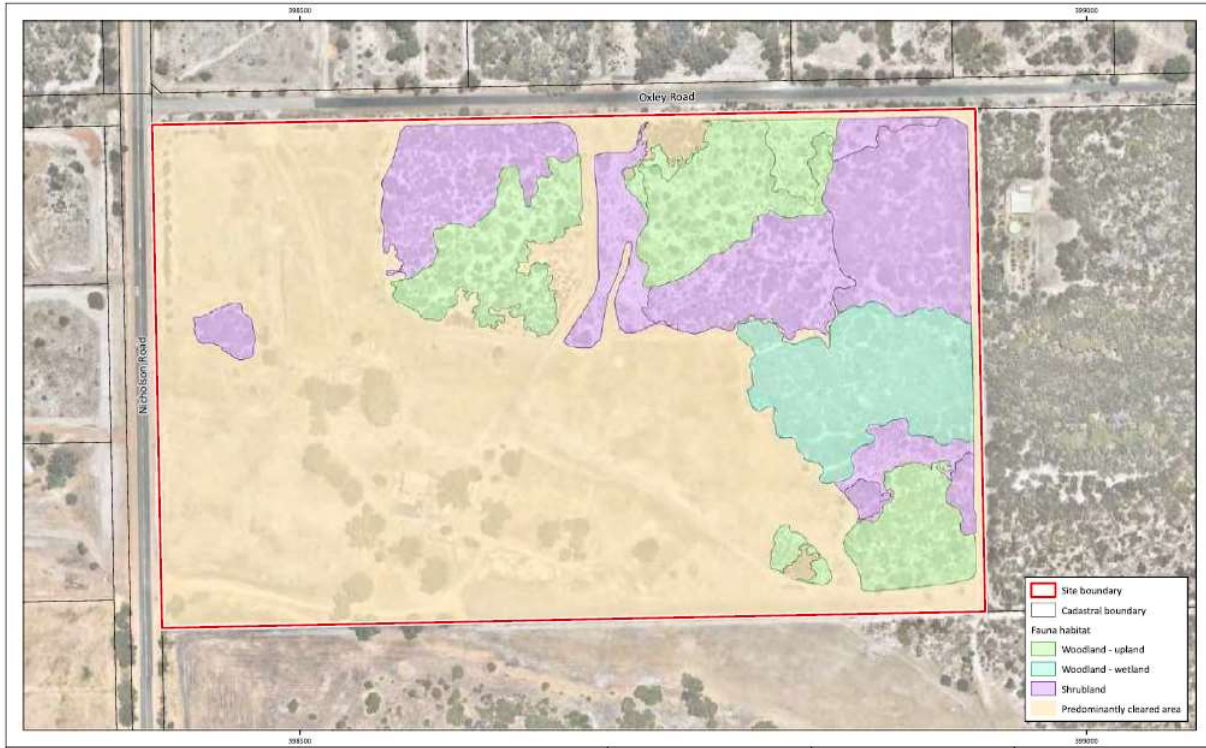 398500
399000
Oxley Road
Nicholson Road
Site boundary
Cadastral boundary
Fauna habitat
Woodland - upland
Woodland - wetland
Shrubland
Predominantly cleared area
398500
399000